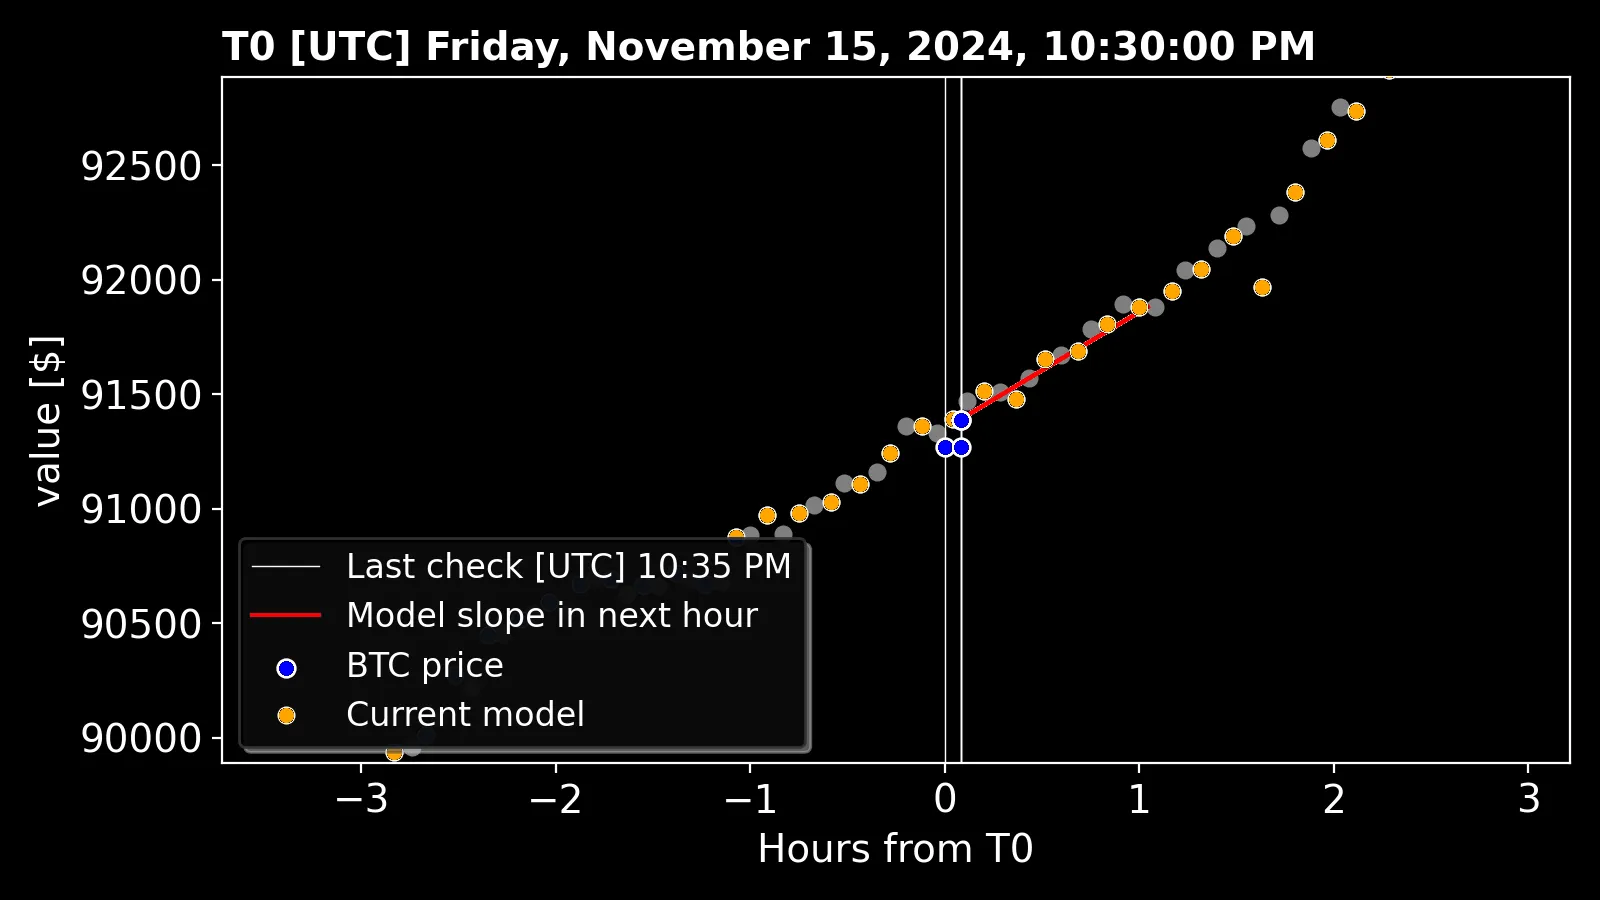 T0 [UTC] Friday, November 15, 2024, 10:30:00 PM
92500
92000
91500
91000
90500
90000
value [$]
Last check [UTC] 10:35 PM
Model slope in next hour
BTC price
Current model
−3 −2 −1 0 1 2 3
Hours from T0